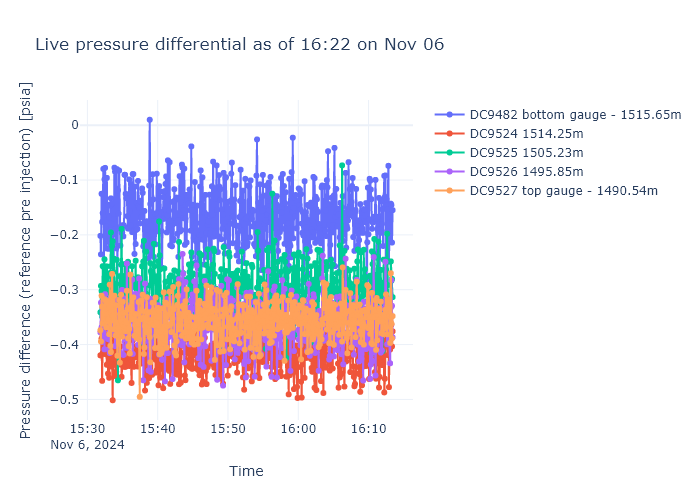 Live pressure differential as of 16:22 on Nov 06
Pressure difference (reference pre injection) [psia]
0
−0.1
−0.2
−0.3
−0.4
−0.5
15:30
15:40
15:50
16:00
16:10
Nov 6, 2024
Time
DC9482 bottom gauge - 1515.65m
DC9524 1514.25m
DC9525 1505.23m
DC9526 1495.85m
DC9527 top gauge - 1490.54m